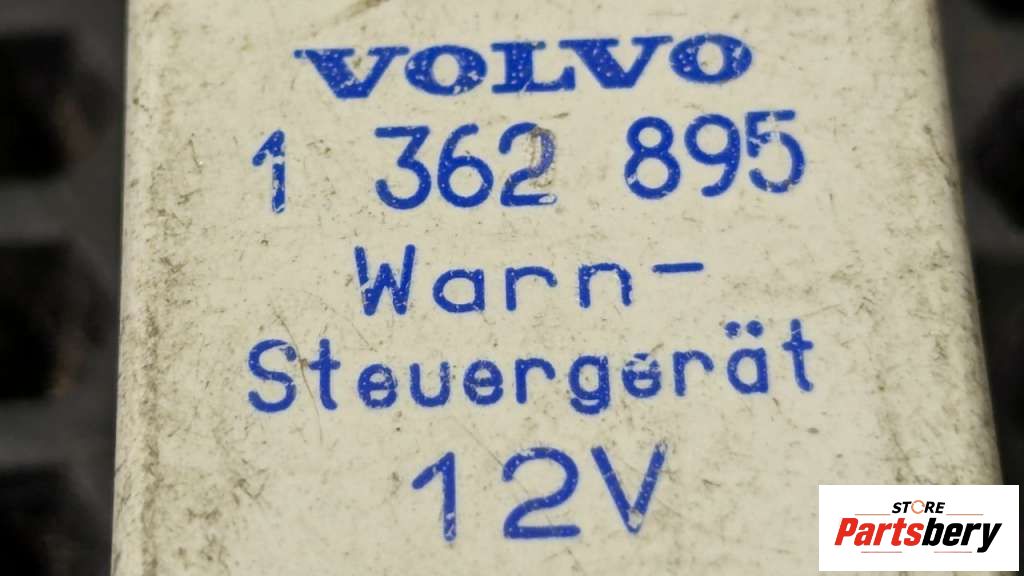 VOLVO
1 362 895
Warn-
Steuergerät
12V
STORE
Partsbery